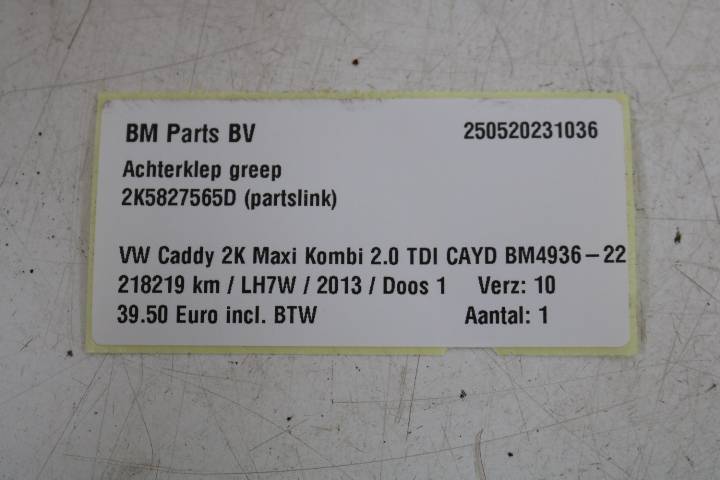 BM Parts BV 250520231036
Achterklep greep
2K5827565D (partslink)
VW Caddy 2K Maxi Kombi 2.0 TDI CAYD BM4936-22
218219 km / LH7W / 2013 / Doos 1 Verz: 10
39.50 Euro incl. BTW Aantal: 1